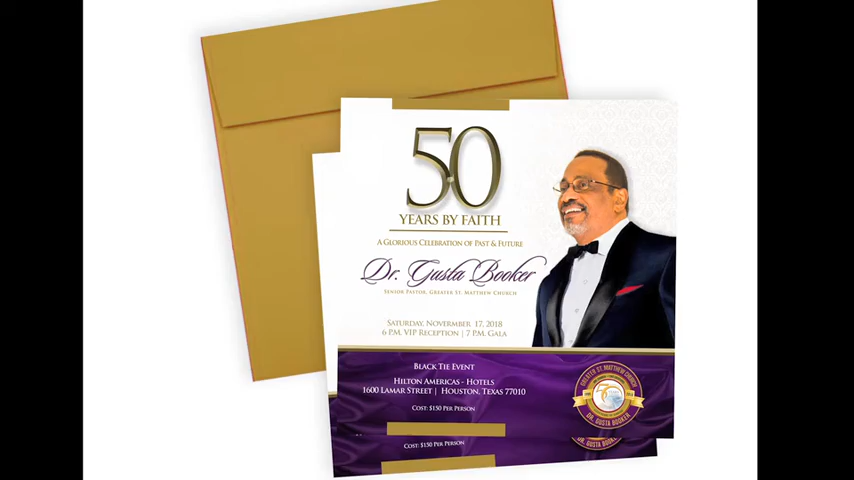 50
YEARS BY FAITH
A GLORIOUS CELEBRATION OF PAST & FUTURE
Dr. Gusta Booker
SENIOR PASTOR, GREATER ST. MATTHEW CHURCH
SATURDAY, NOVERMBER 17, 2018
6 P.M. VIP RECEPTION | 7 P.M. GALA
BLACK TIE EVENT
HILTON AMERICAS - HOTELS
1600 LAMAR STREET | HOUSTON, TEXAS 77010
COST: $150 PER PERSON
GREATER ST. MATTHEW CHURCH
DR. GUSTA BOOKER
COST: $150 PER PERSON